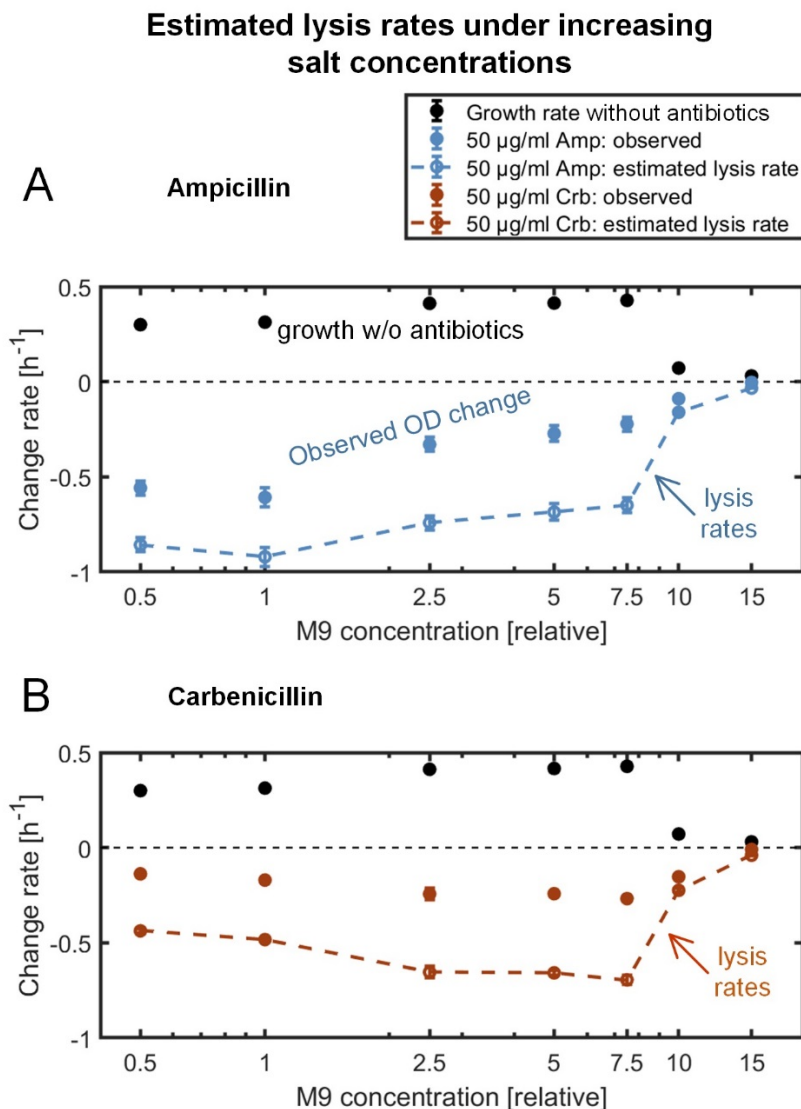 Estimated lysis rates under increasing
salt concentrations
Growth rate without antibiotics
50 µg/ml Amp: observed
50 µg/ml Amp: estimated lysis rate
50 µg/ml Crb: observed
50 µg/ml Crb: estimated lysis rate
A
Ampicillin
Change rate [h⁻¹]
0.5
0
-0.5
-1
growth w/o antibiotics
Observed OD change
lysis
rates
0.5 1 2.5 5 7.5 10 15
M9 concentration [relative]
B
Carbenicillin
Change rate [h⁻¹]
0.5
0
-0.5
-1
lysis
rates
0.5 1 2.5 5 7.5 10 15
M9 concentration [relative]